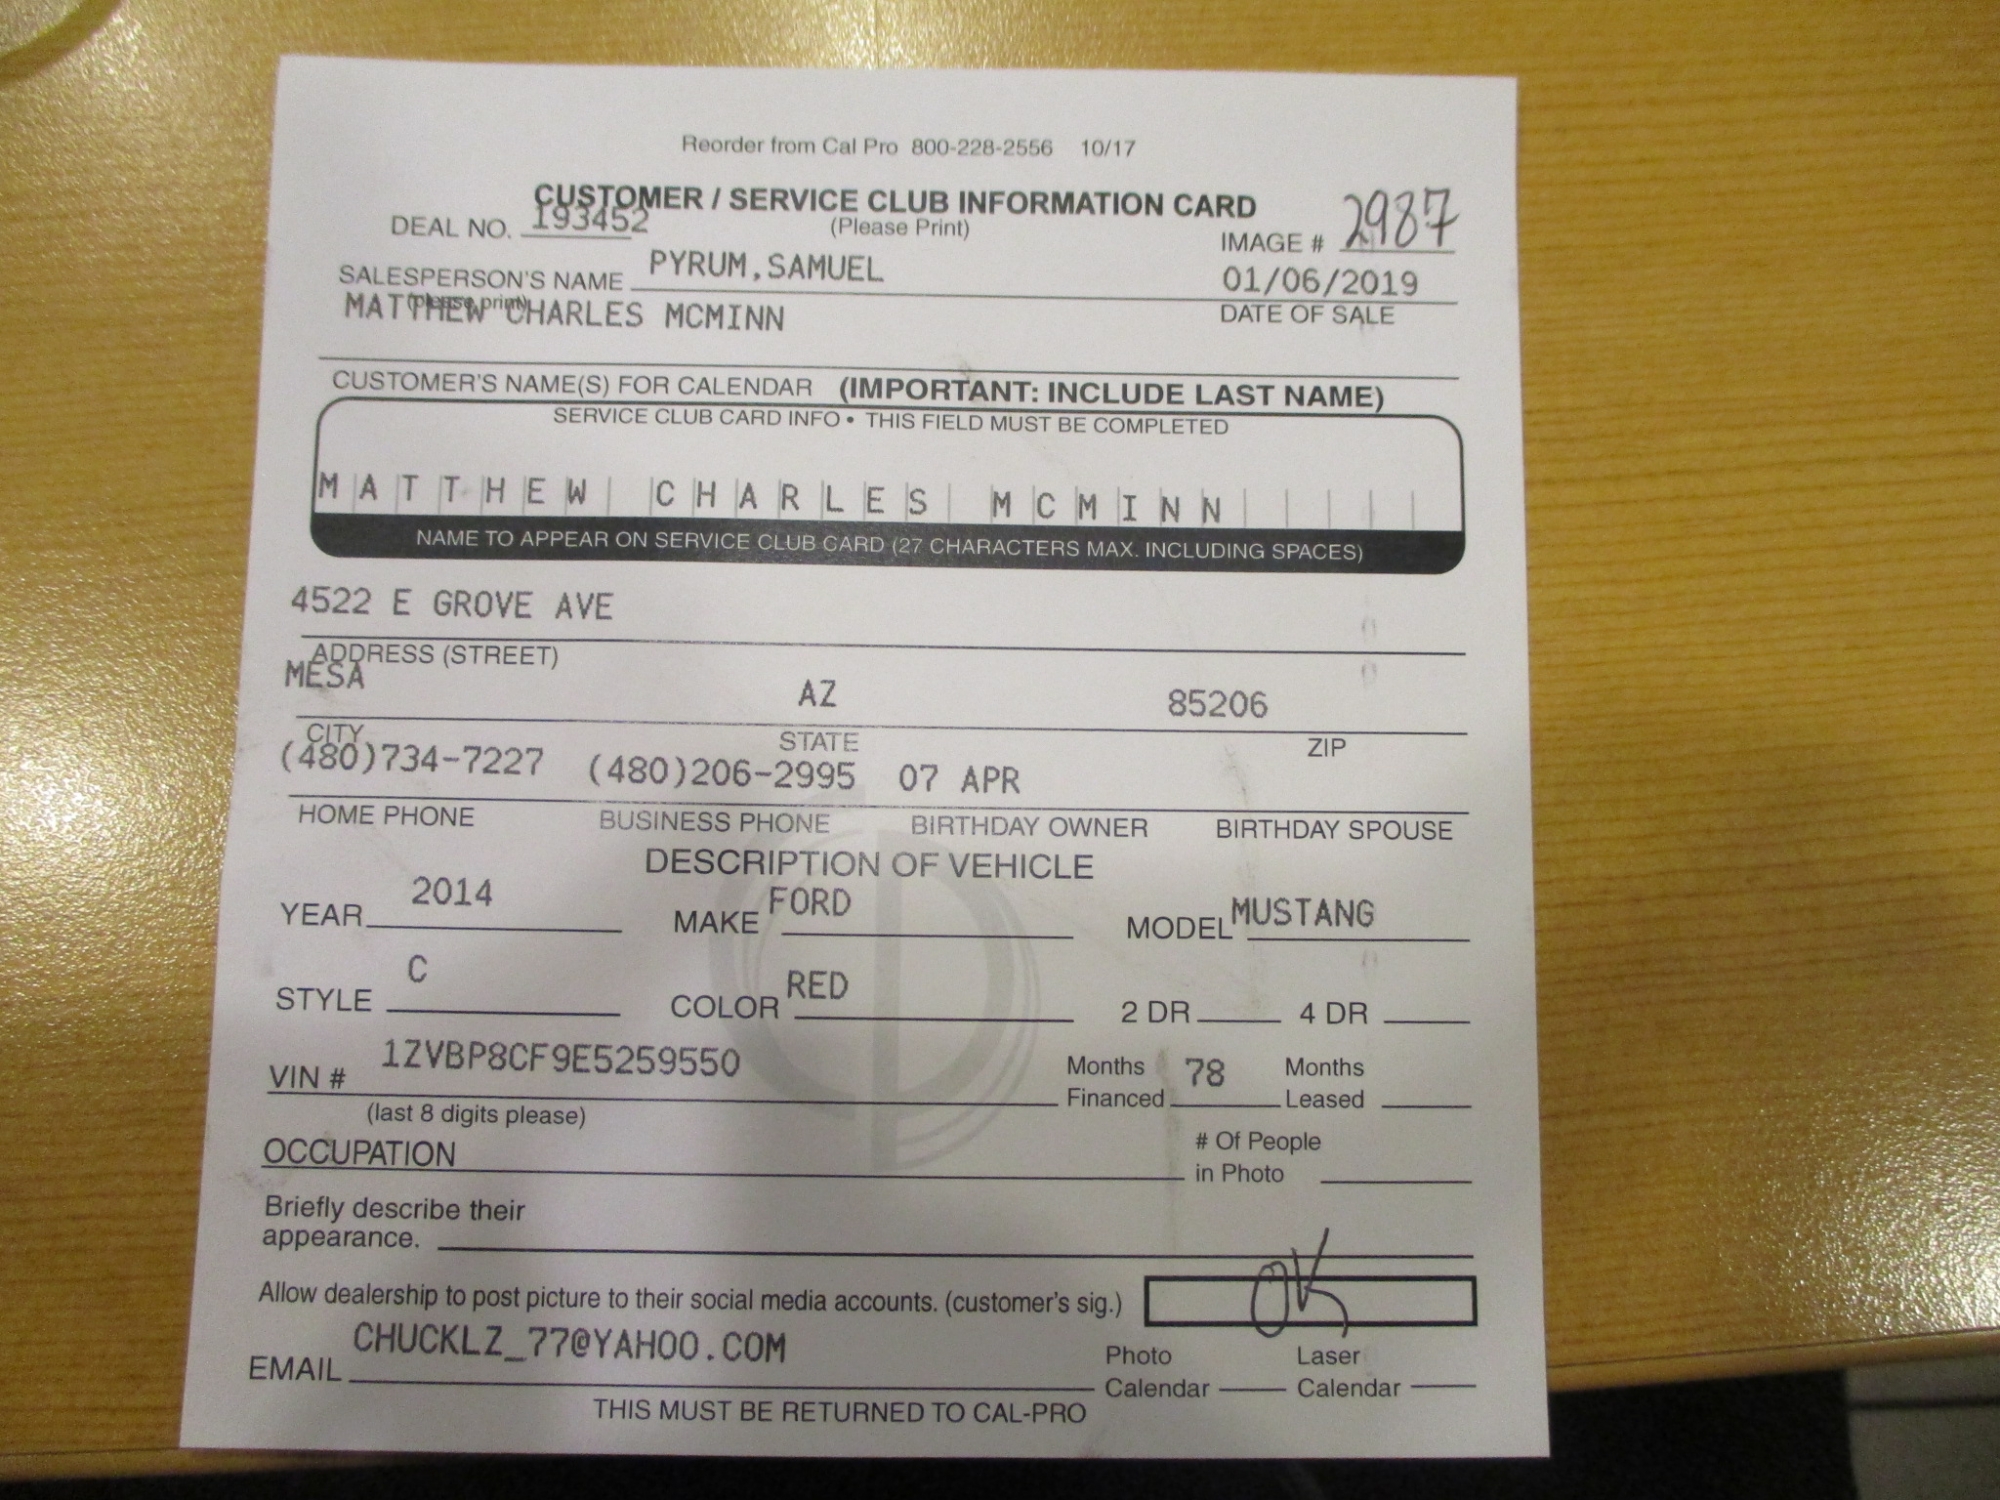 Reorder from Cal Pro 800-228-2556 10/17
CUSTOMER / SERVICE CLUB INFORMATION CARD
DEAL NO. 193452 (Please Print) IMAGE # 2987
SALESPERSON'S NAME PYRUM,SAMUEL 01/06/2019
(please print) DATE OF SALE
MATTHEW CHARLES MCMINN
CUSTOMER'S NAME(S) FOR CALENDAR (IMPORTANT: INCLUDE LAST NAME)
SERVICE CLUB CARD INFO • THIS FIELD MUST BE COMPLETED
MATTHEW CHARLES MCMINN
NAME TO APPEAR ON SERVICE CLUB CARD (27 CHARACTERS MAX. INCLUDING SPACES)
4522 E GROVE AVE
ADDRESS (STREET)
MESA AZ 85206
CITY STATE ZIP
(480)734-7227 (480)206-2995 07 APR
HOME PHONE BUSINESS PHONE BIRTHDAY OWNER BIRTHDAY SPOUSE
DESCRIPTION OF VEHICLE
YEAR 2014 MAKE FORD MODEL MUSTANG
STYLE C COLOR RED 2 DR 4 DR
VIN # 1ZVBP8CF9E5259550 Months Financed 78 Months Leased
(last 8 digits please)
OCCUPATION # Of People in Photo
Briefly describe their
appearance.
Allow dealership to post picture to their social media accounts. (customer's sig.) OK
EMAIL CHUCKLZ_77@YAHOO.COM Photo Calendar Laser Calendar
THIS MUST BE RETURNED TO CAL-PRO